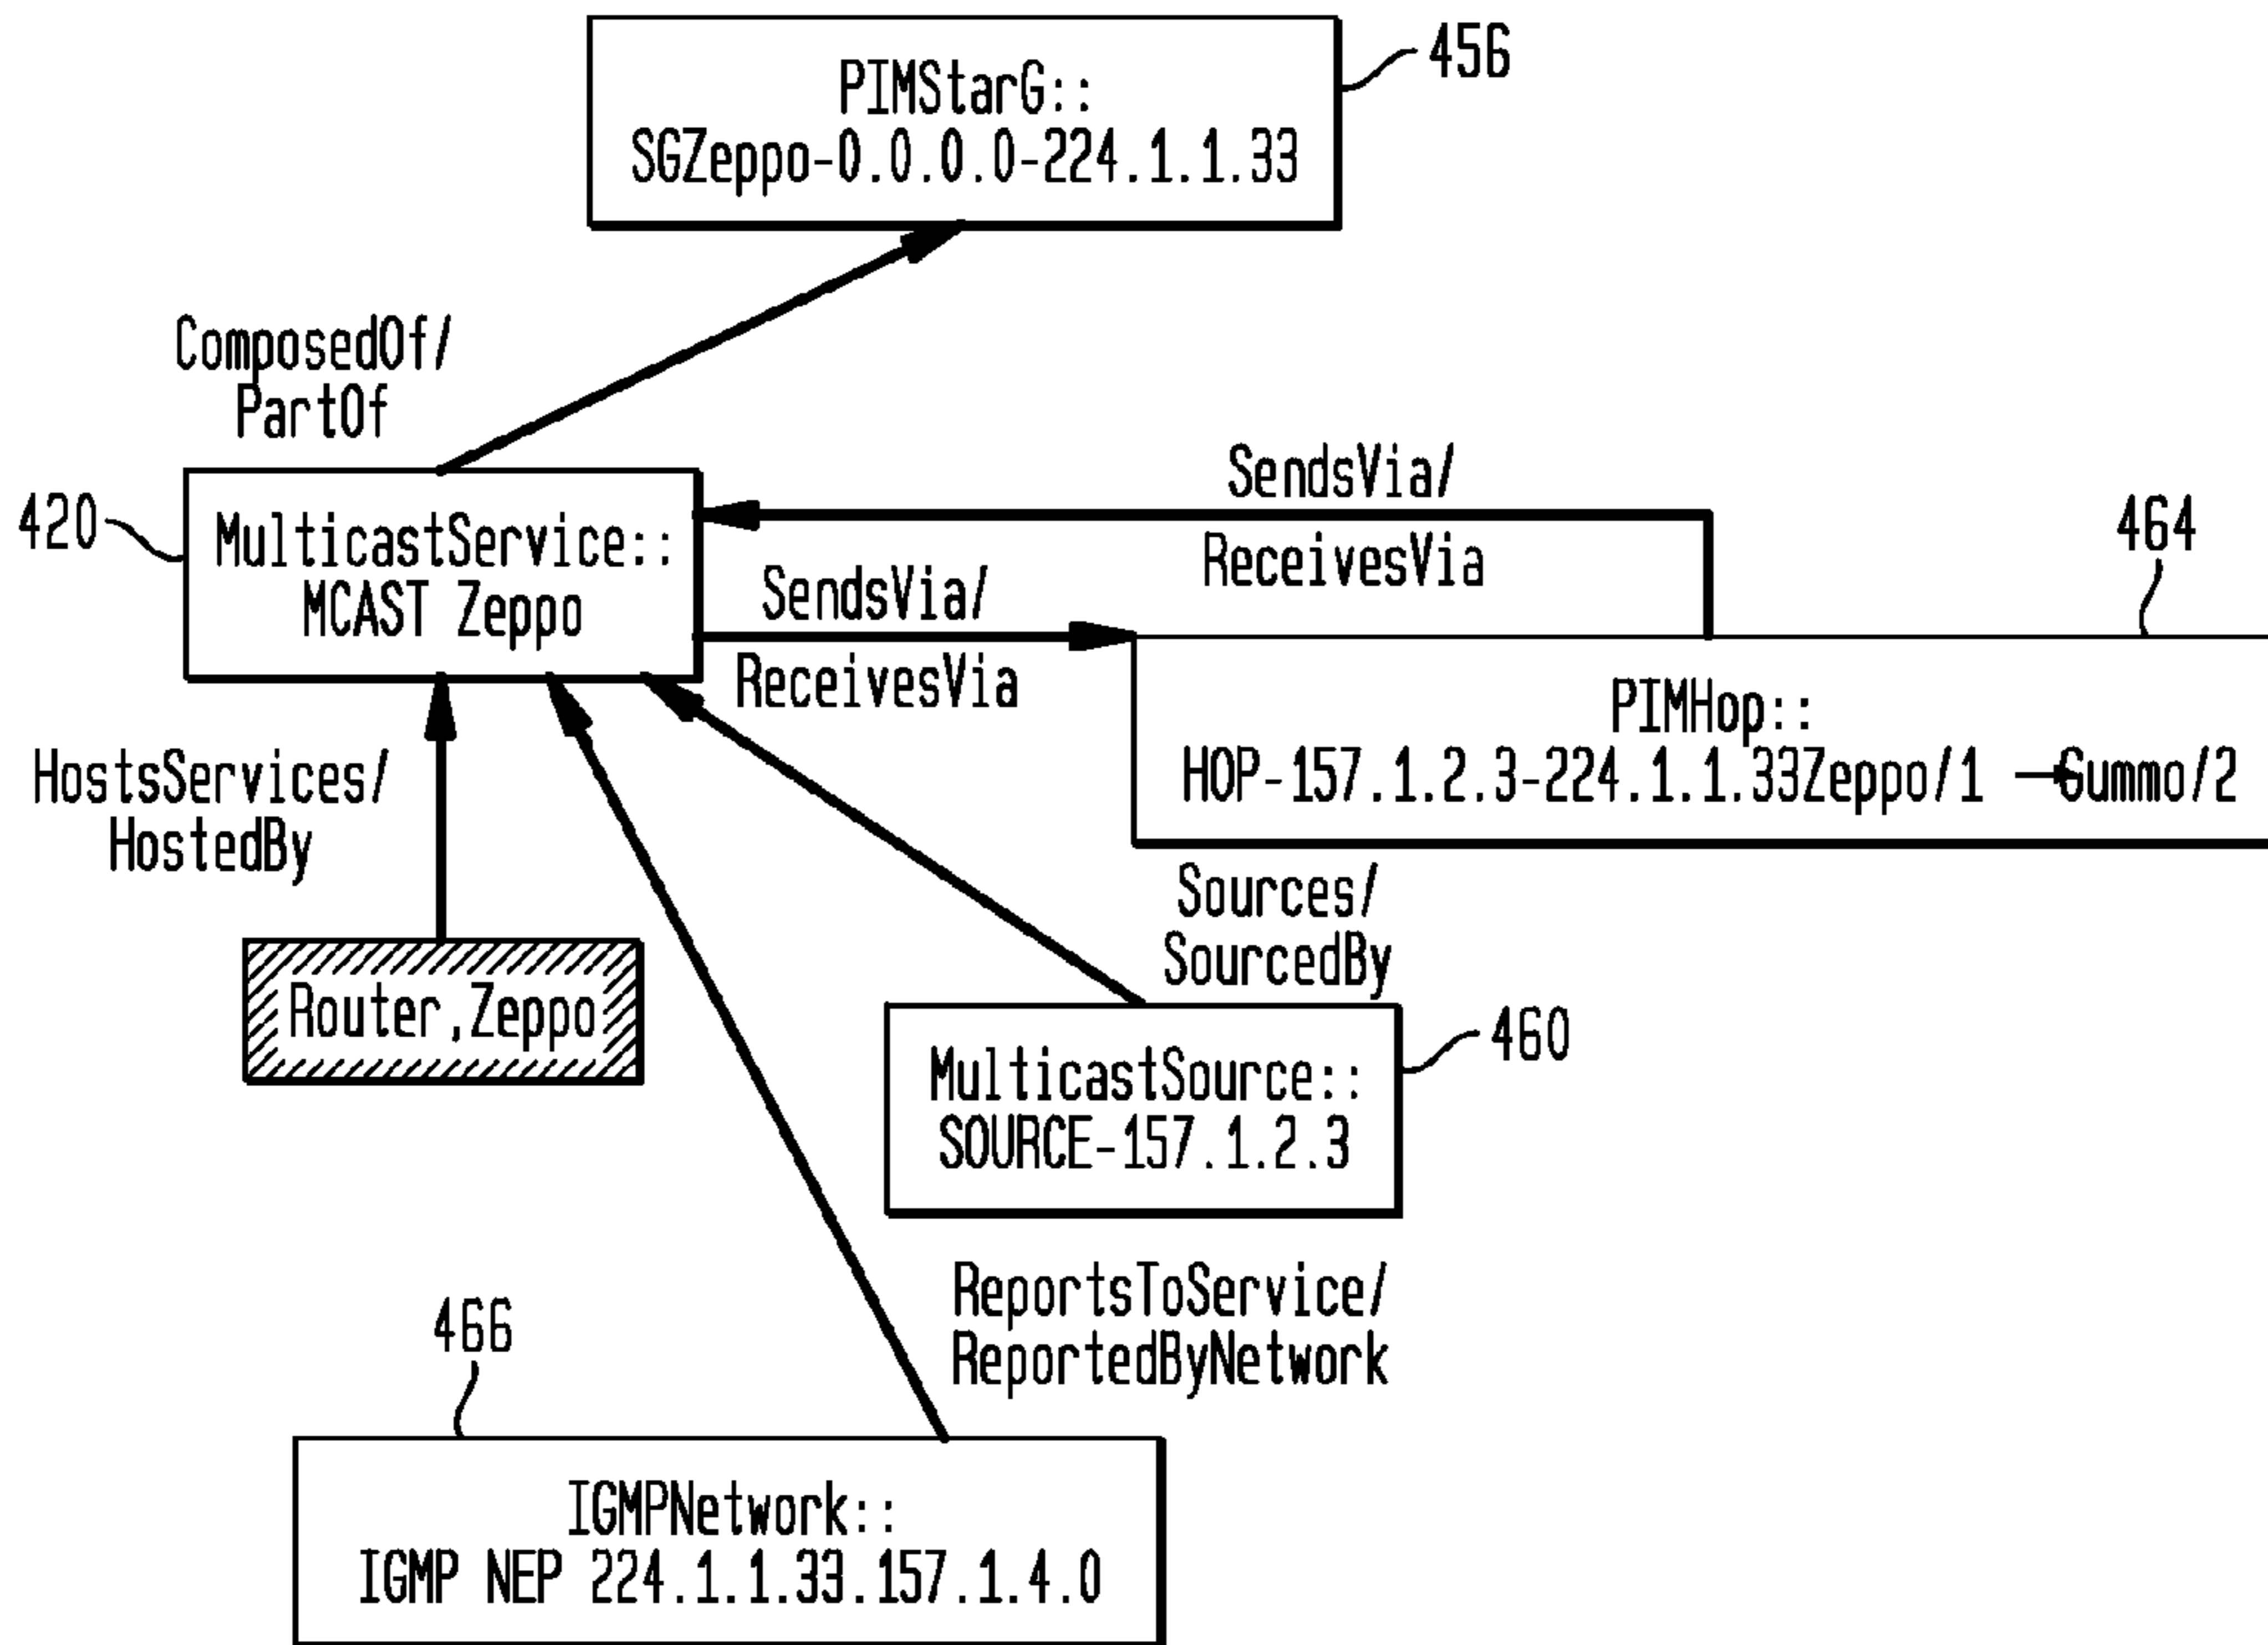 PIMStarG::
SGZeppo-0.0.0.0-224.1.1.33
456
ComposedOf/
PartOf
420
MulticastService::
MCAST Zeppo
SendsVia/
ReceivesVia
SendsVia/
ReceivesVia
464
PIMHop::
HOP-157.1.2.3-224.1.1.33Zeppo/1 →Gummo/2
HostsServices/
HostedBy
Router,Zeppo
Sources/
SourcedBy
MulticastSource::
SOURCE-157.1.2.3
460
ReportsToService/
ReportedByNetwork
466
IGMPNetwork::
IGMP NEP 224.1.1.33.157.1.4.0